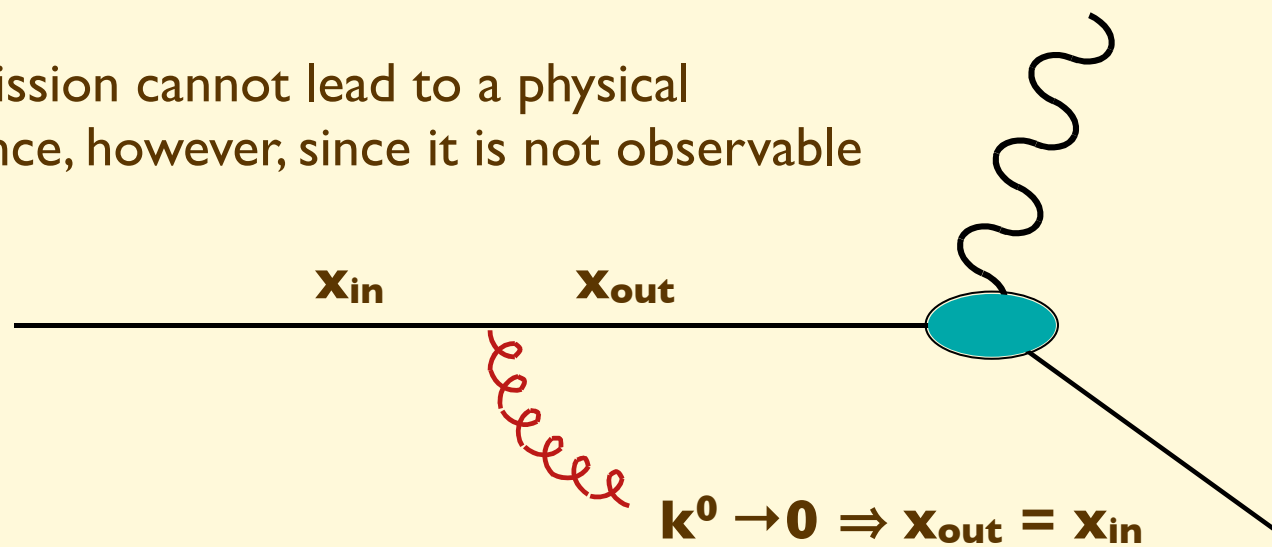 ission cannot lead to a physical
nce, however, since it is not observable
xin xout
k⁰ →0 ⇒ xout = xin